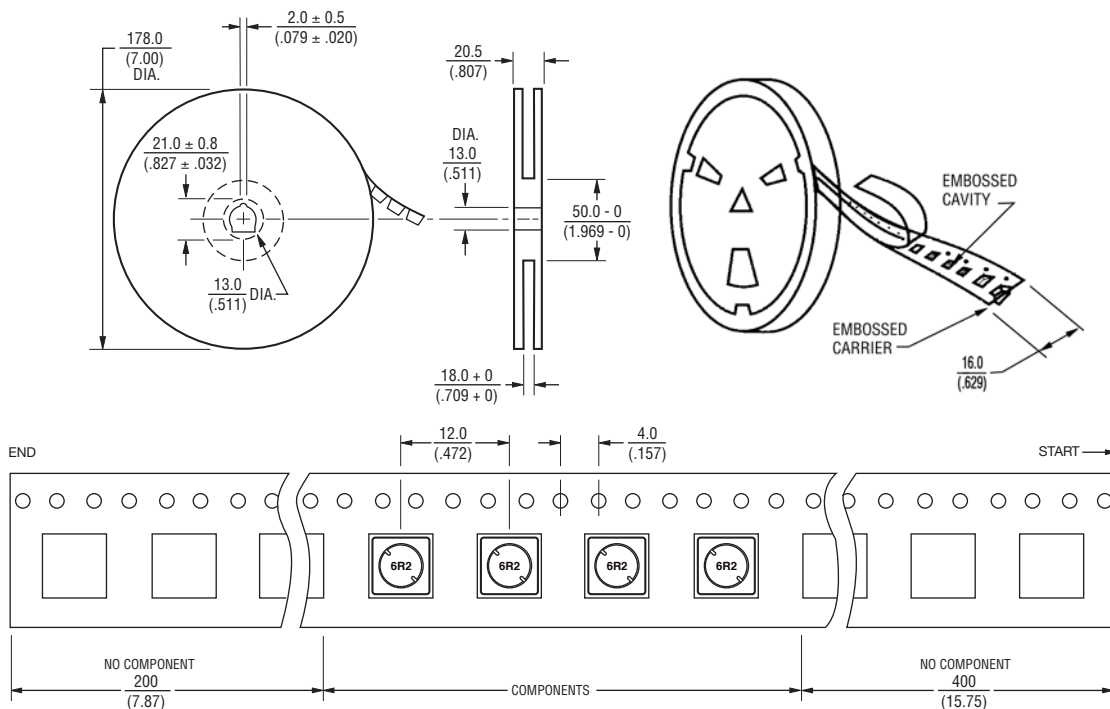 2.0 ± 0.5
(.079 ± .020)
178.0
(7.00)
DIA.
20.5
(.807)
21.0 ± 0.8
(.827 ± .032)
DIA.
13.0
(.511)
50.0 - 0
(1.969 - 0)
13.0
(.511)
DIA.
EMBOSSED
CAVITY
EMBOSSED
CARRIER
16.0
(.629)
18.0 + 0
(.709 + 0)
12.0
(.472)
4.0
(.157)
END
START
6R2
6R2
6R2
6R2
NO COMPONENT
200
(7.87)
COMPONENTS
NO COMPONENT
400
(15.75)